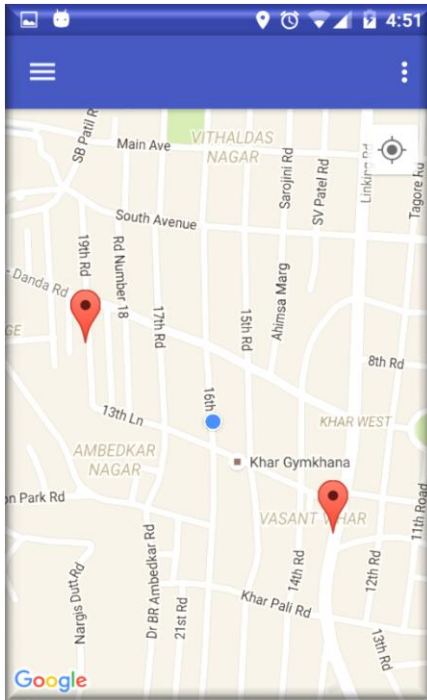 4:51
SB Patil R
Main Ave
VITHALDAS
NAGAR
Sarojini Rd
SV Patel Rd
Linking Rd
Tagore Rd
South Avenue
19th Rd
Rd Number 18
Danda Rd
17th Rd
15th Rd
Ahimsa Marg
GE
8th Rd
16th
13th Ln
KHAR WEST
AMBEDKAR
NAGAR
Khar Gymkhana
on Park Rd
VASANT
11th Road
Dr BR Ambedkar Rd
14th Rd
12th Rd
Nargis Dutt Rd
21st Rd
Khar Pali Rd
13th Rd
Google